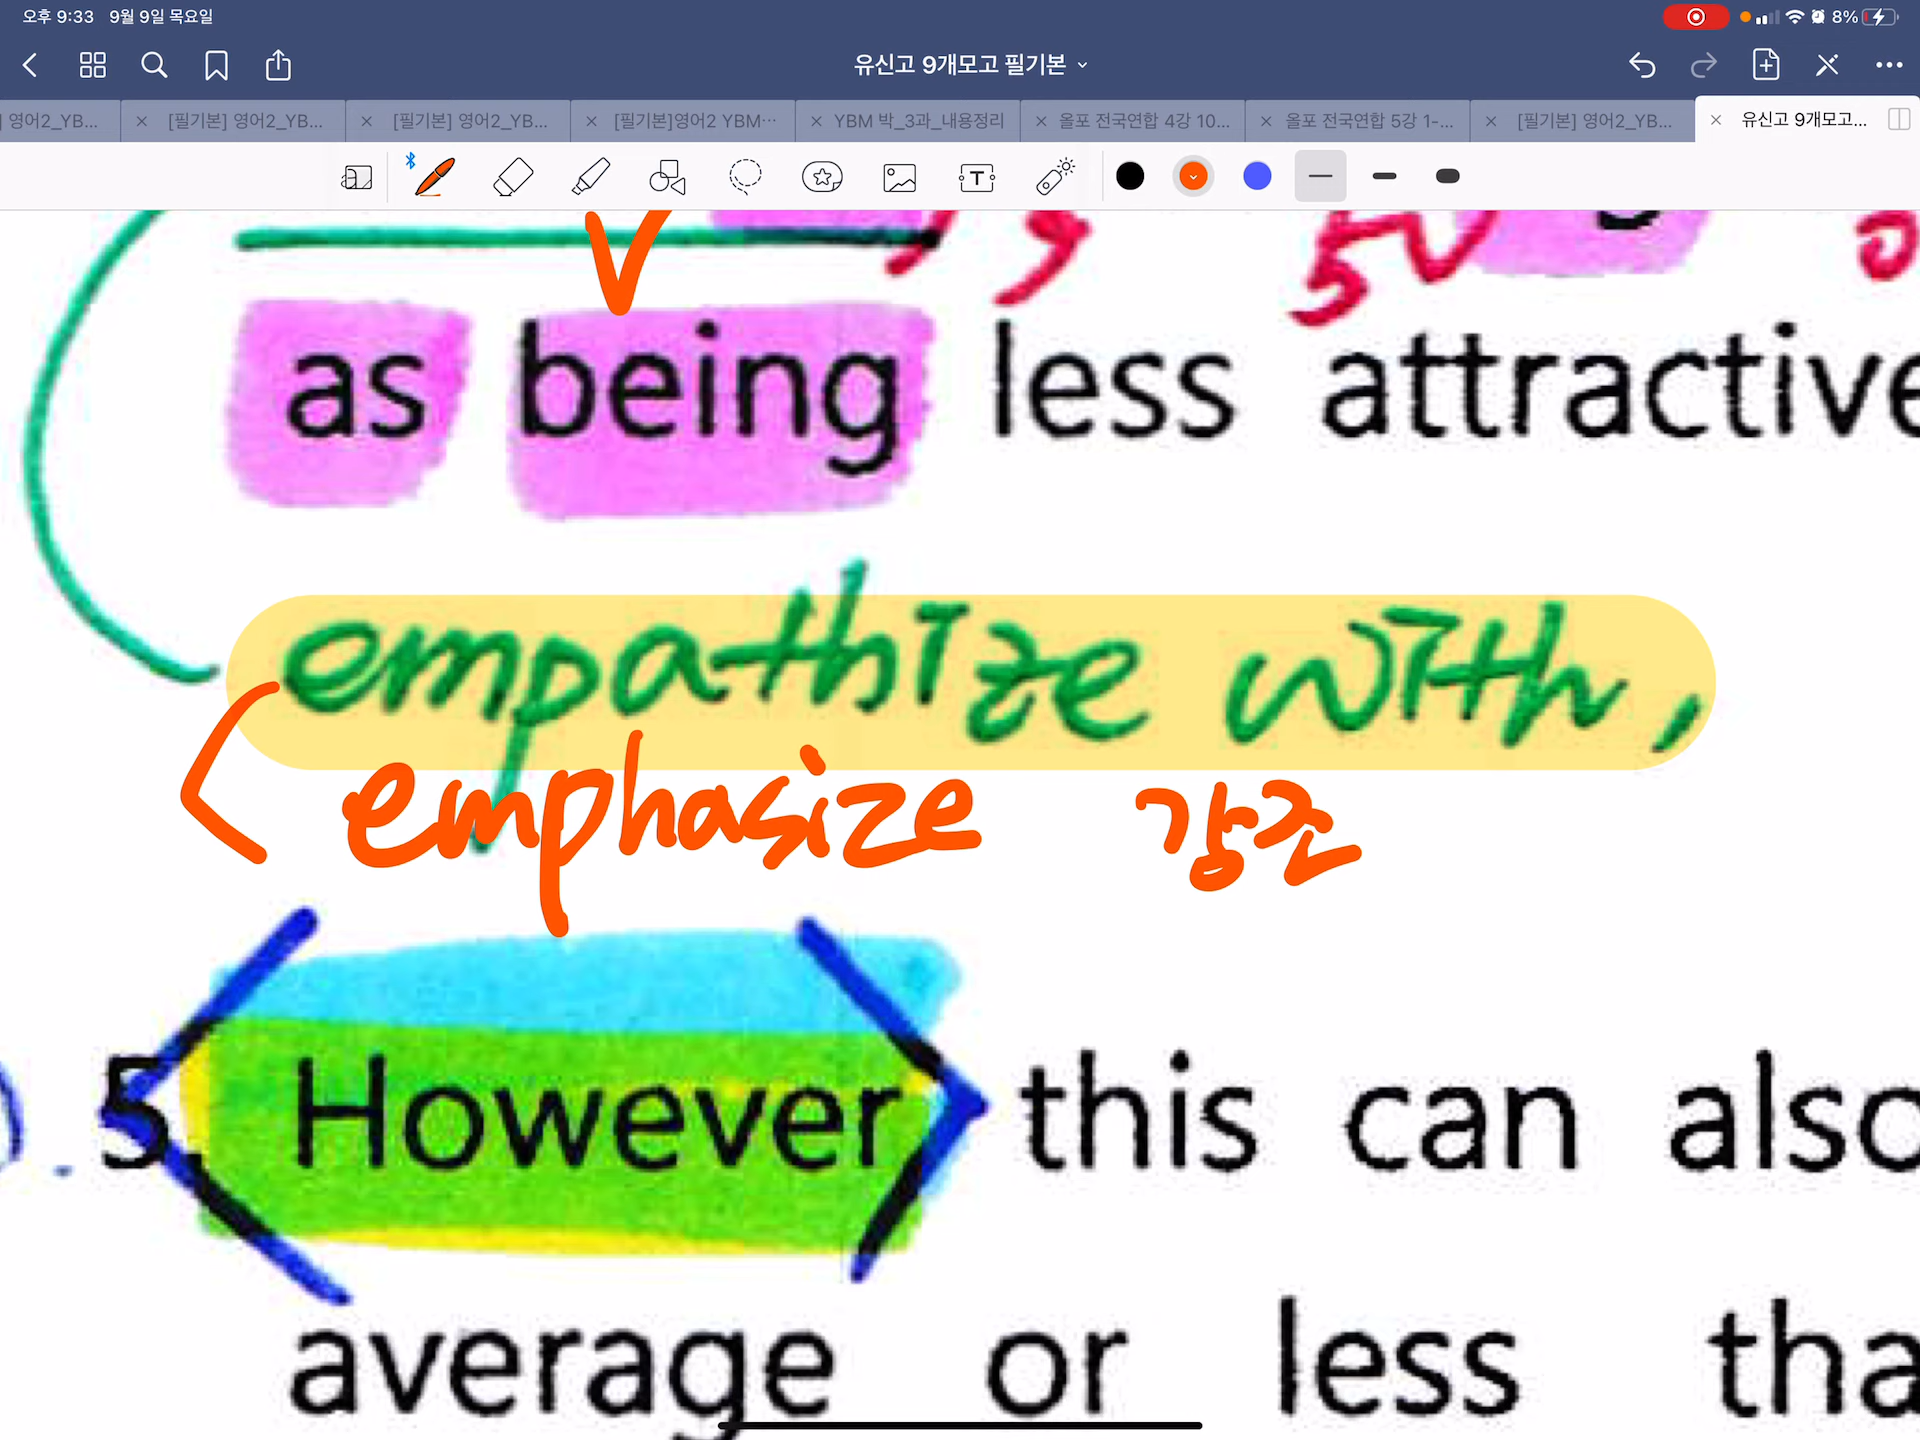 오후 9:33 9월 9일 목요일 8%
유신고 9개모고 필기본
영어2_YB... × [필기본] 영어2_YB... × [필기본] 영어2_YB... × [필기본]영어2 YBM... × YBM 박_3과_내용정리 × 올포 전국연합 4강 10... × 올포 전국연합 5강 1-... × [필기본] 영어2_YB... × 유신고 9개모고...
as being less attractive
empathize with,
emphasize 강조
5. However this can also
average or less tha